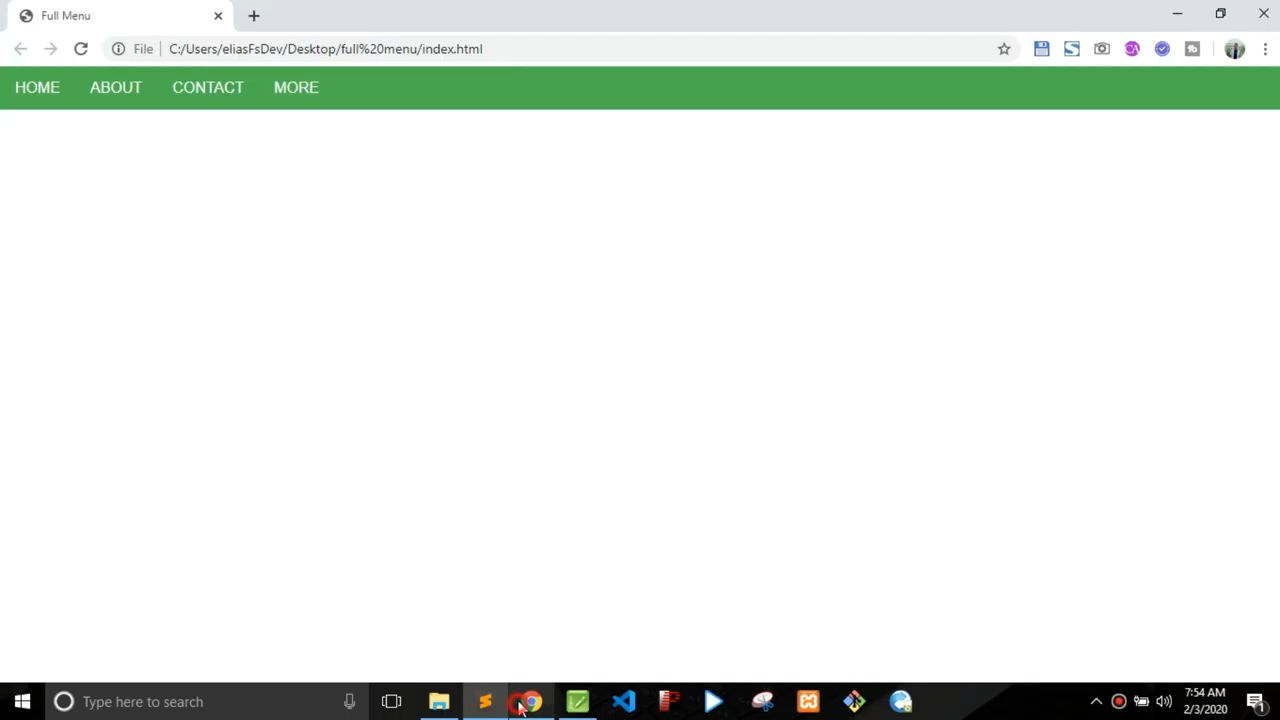 Full Menu
File
C:/Users/eliasFsDev/Desktop/full%20menu/index.html
HOME
ABOUT
CONTACT
MORE
Type here to search
7:54 AM
2/3/2020